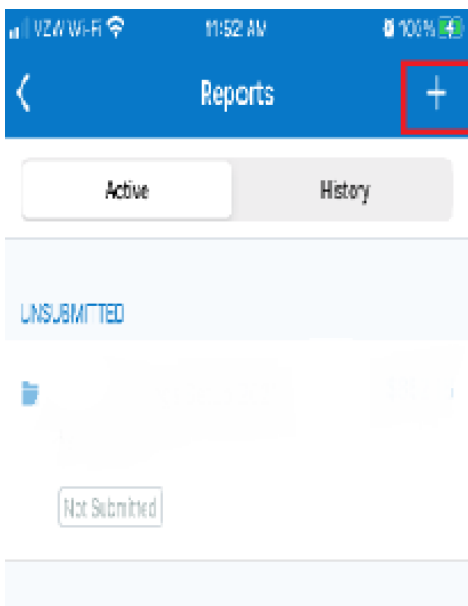 VZW Wi-Fi 11:52 AM 100%
Reports +
Active History
UNSUBMITTED
Not Submitted